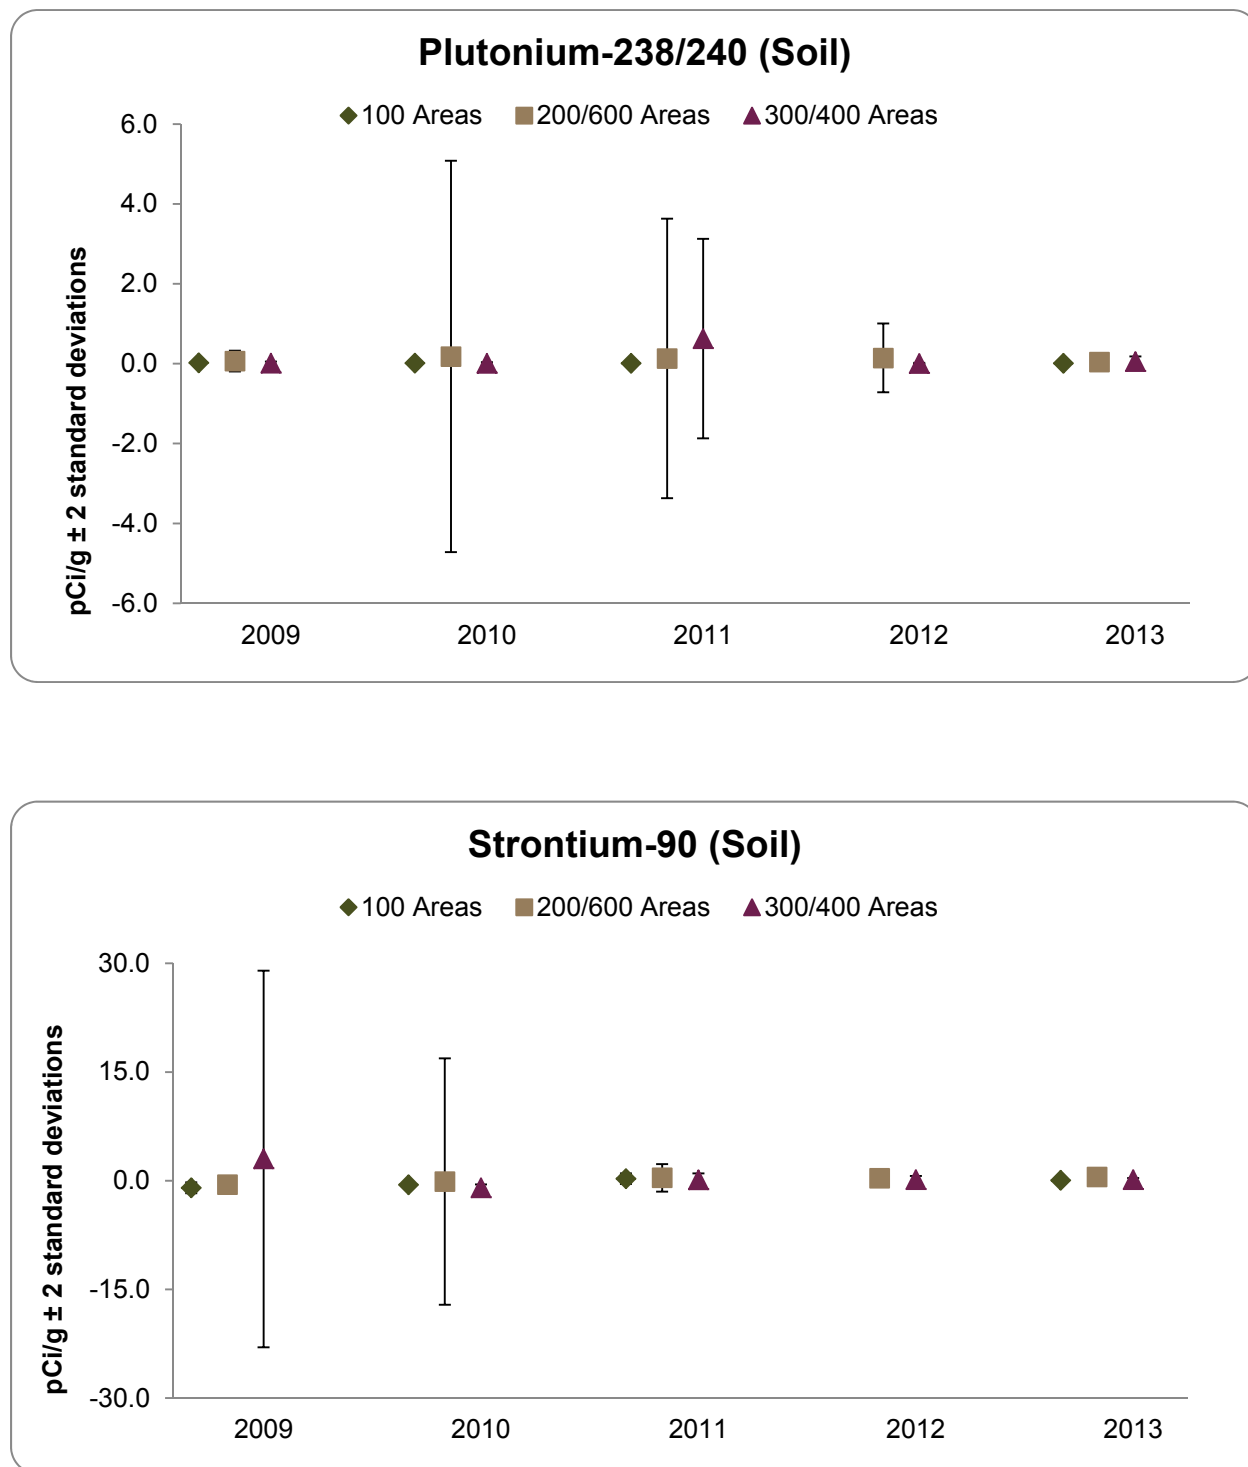 Plutonium-238/240 (Soil)
100 Areas 200/600 Areas 300/400 Areas
pCi/g ± 2 standard deviations
6.0
4.0
2.0
0.0
-2.0
-4.0
-6.0
2009 2010 2011 2012 2013
Strontium-90 (Soil)
100 Areas 200/600 Areas 300/400 Areas
pCi/g ± 2 standard deviations
30.0
15.0
0.0
-15.0
-30.0
2009 2010 2011 2012 2013